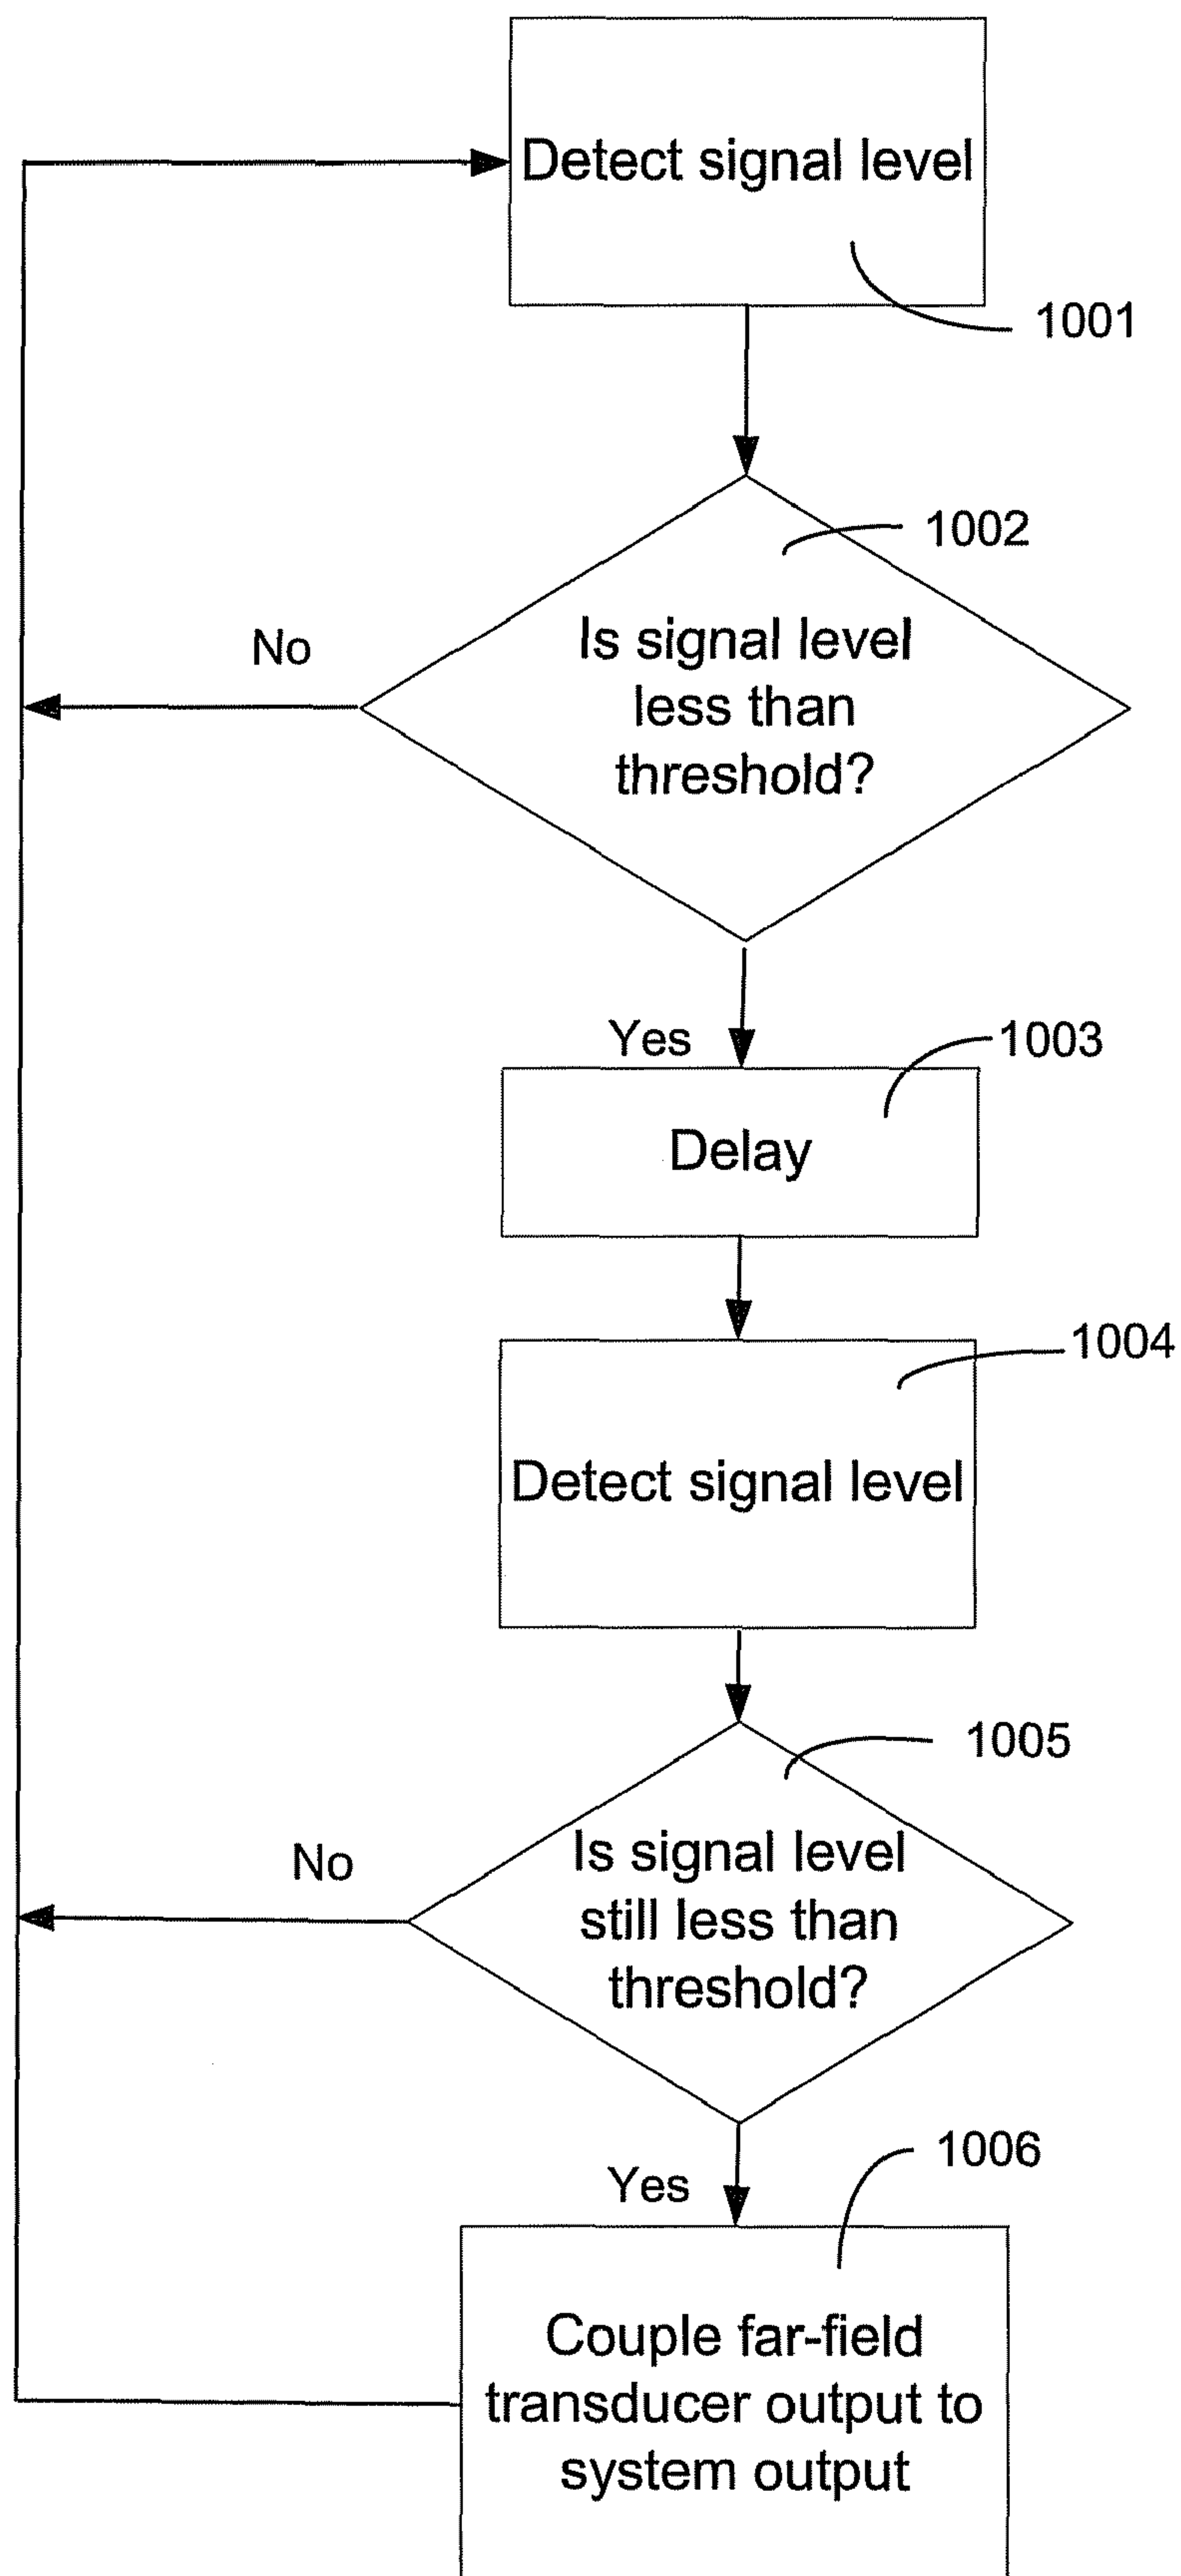 Detect signal level
1001
1002
Is signal level
less than
threshold?
No
Yes
1003
Delay
1004
Detect signal level
1005
Is signal level
still less than
threshold?
No
Yes
1006
Couple far-field
transducer output to
system output